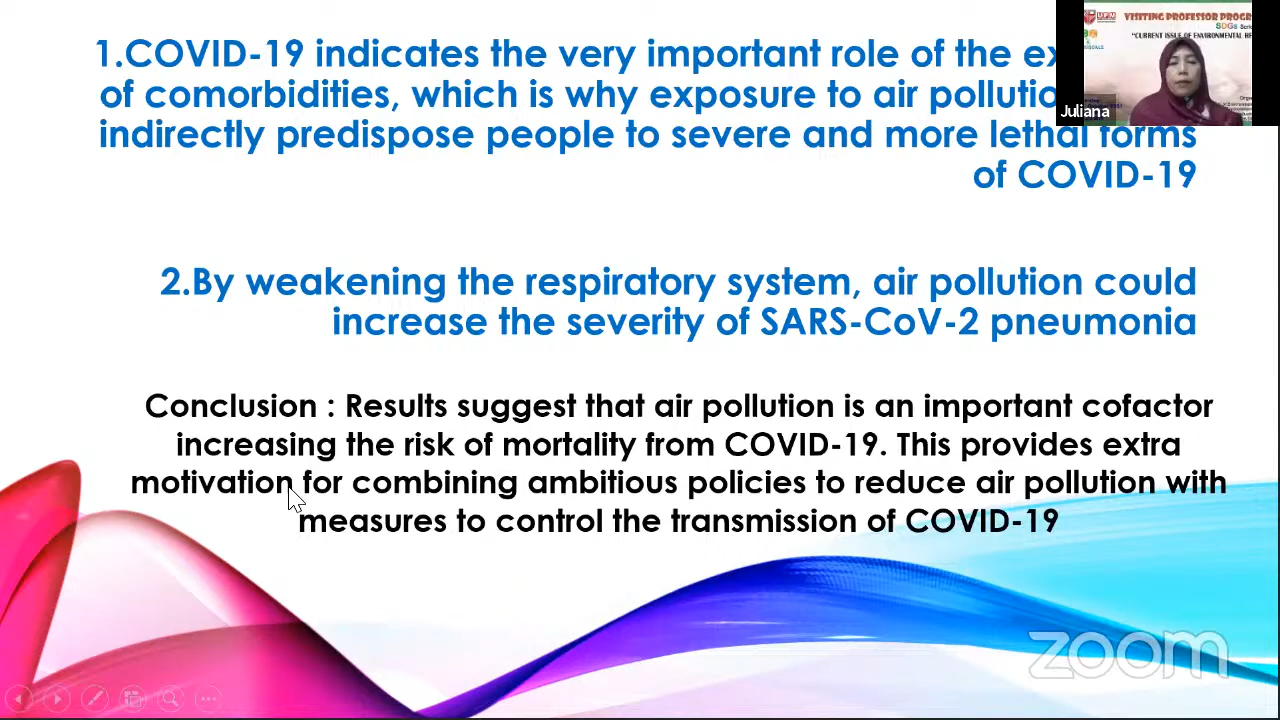 1.COVID-19 indicates the very important role of the
of comorbidities, which is why exposure to air
indirectly predispose people to severe and more lethal forms
of COVID-19
2.By weakening the respiratory system, air pollution could
increase the severity of SARS-CoV-2 pneumonia
Conclusion : Results suggest that air pollution is an important cofactor
increasing the risk of mortality from COVID-19. This provides extra
motivation for combining ambitious policies to reduce air pollution with
measures to control the transmission of COVID-19
UPM
VISITING PROFESSOR
SDGs
"CURRENT ISSUE OF ENVIRONMENTAL
Juliana
zoom